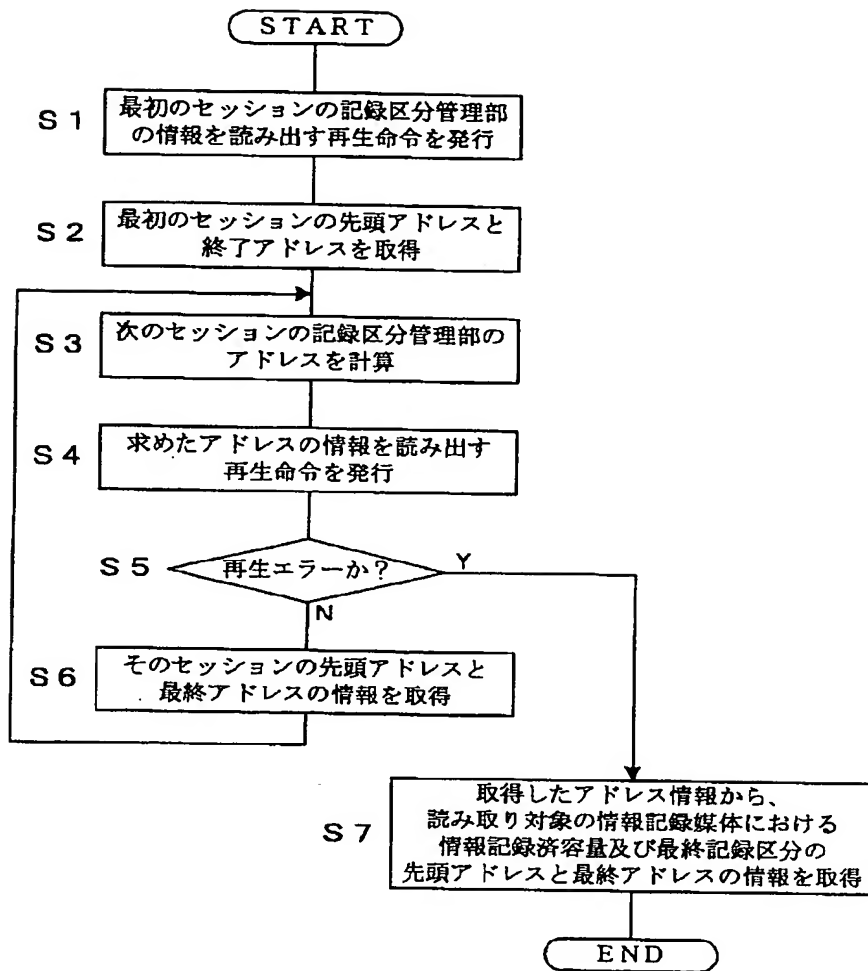 START
S1
最初のセッションの記録区分管理部
の情報を読み出す再生命令を発行
S2
最初のセッションの先頭アドレスと
終了アドレスを取得
S3
次のセッションの記録区分管理部の
アドレスを計算
S4
求めたアドレスの情報を読み出す
再生命令を発行
S5
再生エラーか?
Y
N
S6
そのセッションの先頭アドレスと
最終アドレスの情報を取得
S7
取得したアドレス情報から、
読み取り対象の情報記録媒体における
情報記録済容量及び最終記録区分の
先頭アドレスと最終アドレスの情報を取得
END